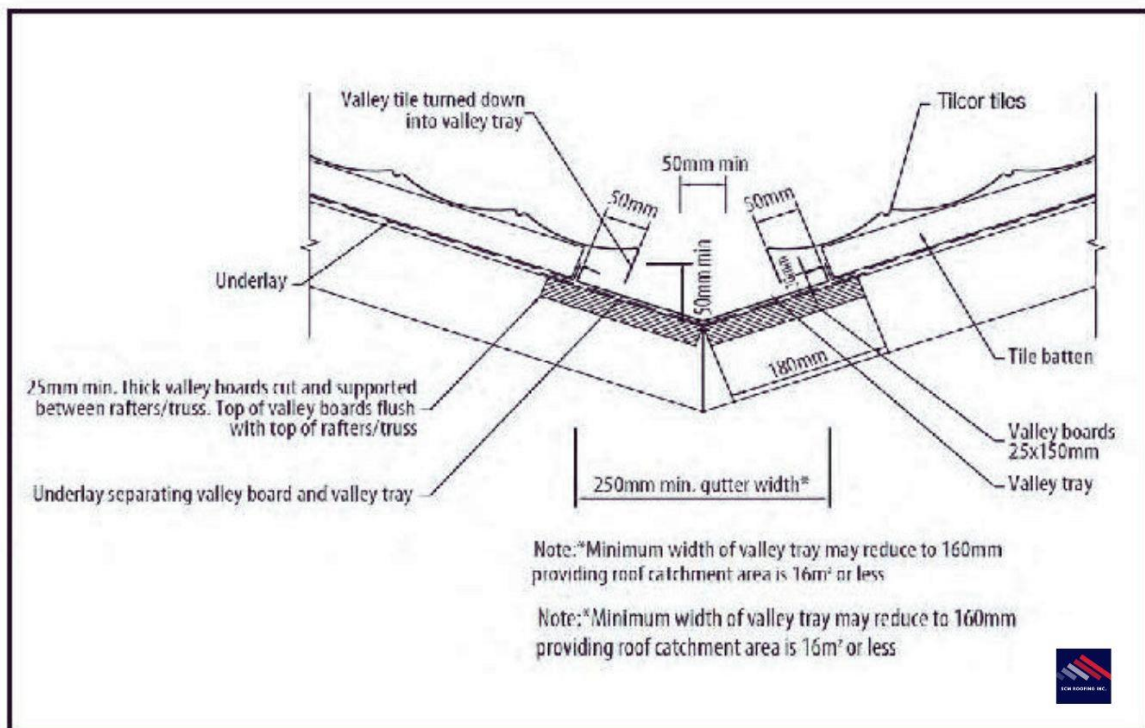 Valley tile turned down
into valley tray
Tilcor tiles
50mm min
50mm
50mm
50mm min
Underlay
180mm
Tile batten
25mm min. thick valley boards cut and supported
between rafters/truss. Top of valley boards flush
with top of rafters/truss
Valley boards
25x150mm
Underlay separating valley board and valley tray
Valley tray
250mm min. gutter width*
Note:*Minimum width of valley tray may reduce to 160mm
providing roof catchment area is 16m² or less
Note:*Minimum width of valley tray may reduce to 160mm
providing roof catchment area is 16m² or less
ROOFING INC.